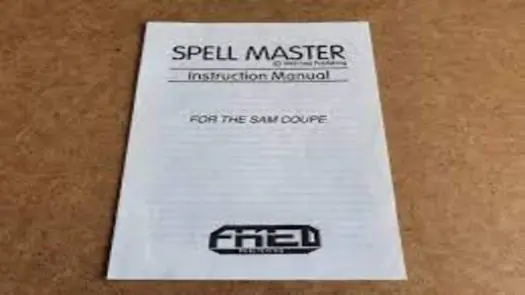 SPELL MASTER
Instruction Manual
FOR THE SAM COUPE
FRED